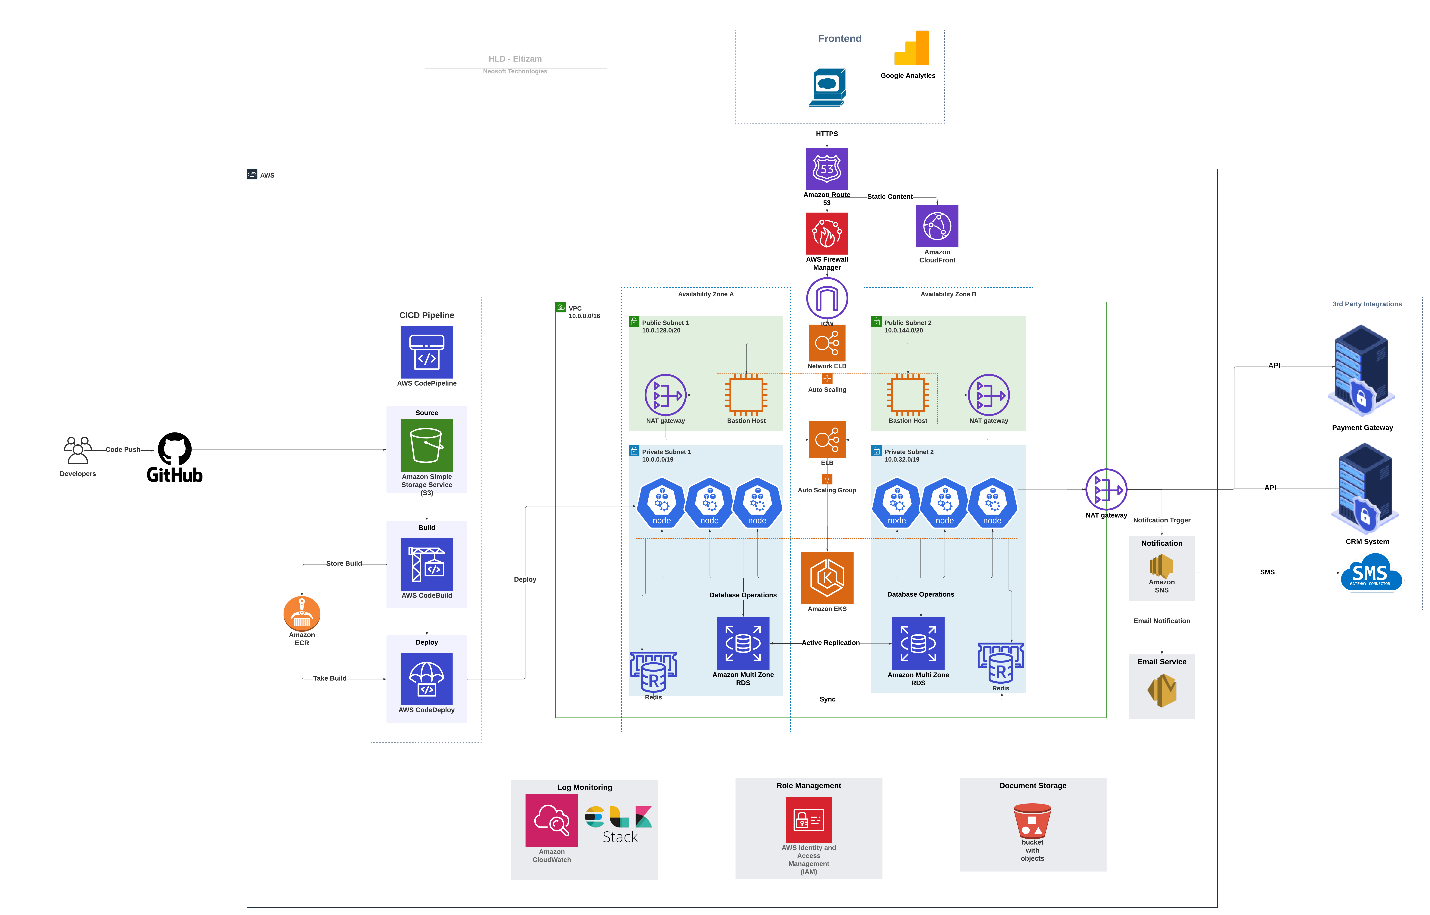 Frontend
HLD - Eltizam
Neosoft Technologies
Google Analytics
HTTPS
53
Amazon Route
53
Static Content
AWS
AWS Firewall
Manager
Amazon
CloudFront
Availability Zone A
VPC
10.0.0.0/16
CICD Pipeline
AWS CodePipeline
Public Subnet 1
10.0.128.0/20
Public Subnet 2
10.0.144.0/20
Network ELB
Auto Scaling
NAT gateway
Bastion Host
Bastion Host
NAT gateway
3rd Party Integrations
API
Payment Gateway
Source
Amazon Simple
Storage Service
(S3)
Developers
Code Push
GitHub
Private Subnet 1
10.0.0.0/19
ELB
Auto Scaling Group
Private Subnet 2
10.0.32.0/19
node
node
node
node
node
node
NAT gateway
API
CRM System
Notification Trgger
Notification
Amazon
SNS
SMS
SMS
GATEWAY CONNECTOR
Build
AWS CodeBuild
Store Build
Amazon
ECR
Deploy
Take Build
AWS CodeDeploy
Deploy
Database Operations
Amazon EKS
Database Operations
Email Notification
Email Service
Active Replication
Amazon Multi Zone
RDS
Amazon Multi Zone
RDS
R
Redis
R
Redis
Sync
Log Monitoring
Amazon
CloudWatch
Stack
Role Management
AWS Identity and
Access
Management
(IAM)
Document Storage
bucket
with
objects